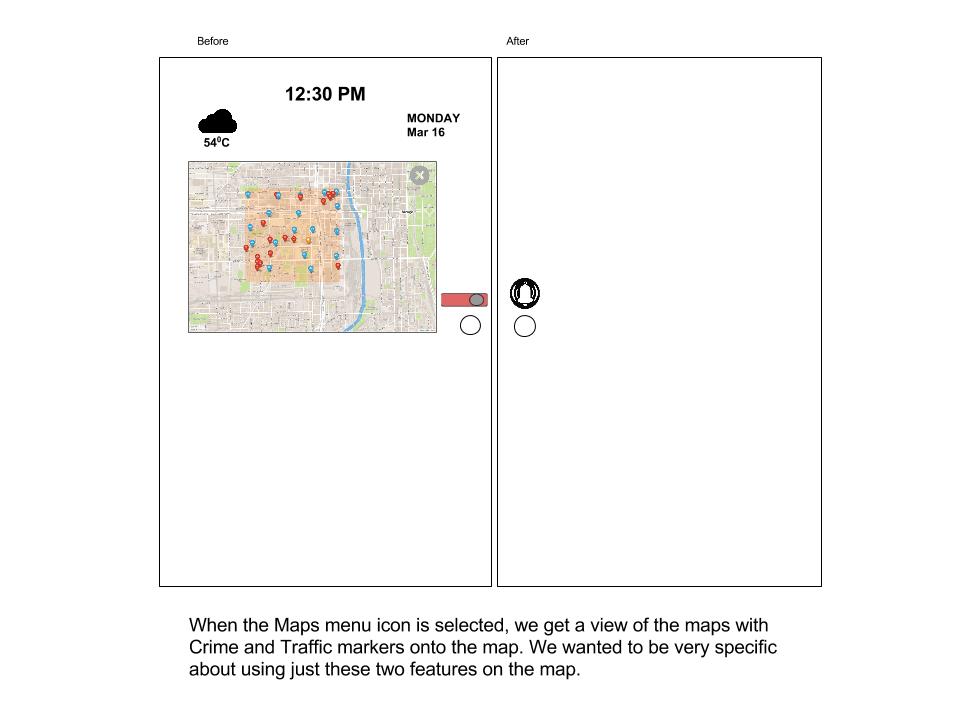 Before
After
12:30 PM
MONDAY
Mar 16
54⁰C
When the Maps menu icon is selected, we get a view of the maps with
Crime and Traffic markers onto the map. We wanted to be very specific
about using just these two features on the map.